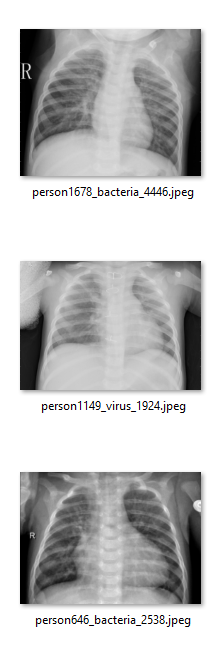 R
person1678_bacteria_4446.jpeg
person1149_virus_1924.jpeg
R
person646_bacteria_2538.jpeg